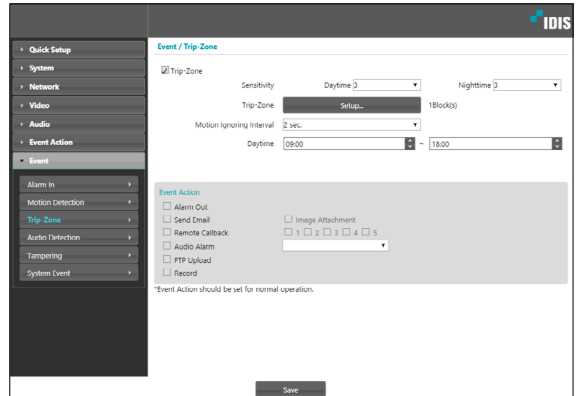 IDIS
Quick Setup
System
Network
Video
Audio
Event Action
Event
Alarm In
Motion Detection
Trip-Zone
Audio Detection
Tampering
System Event
Event / Trip-Zone
Trip-Zone
Sensitivity Daytime 3 Nighttime 3
Trip-Zone Setup... 1Block(s)
Motion Ignoring Interval 2 sec.
Daytime 09:00 ~ 18:00
Event Action
Alarm Out
Send Email Image Attachment
Remote Callback 1 2 3 4 5
Audio Alarm
FTP Upload
Record
*Event Action should be set for normal operation.
Save